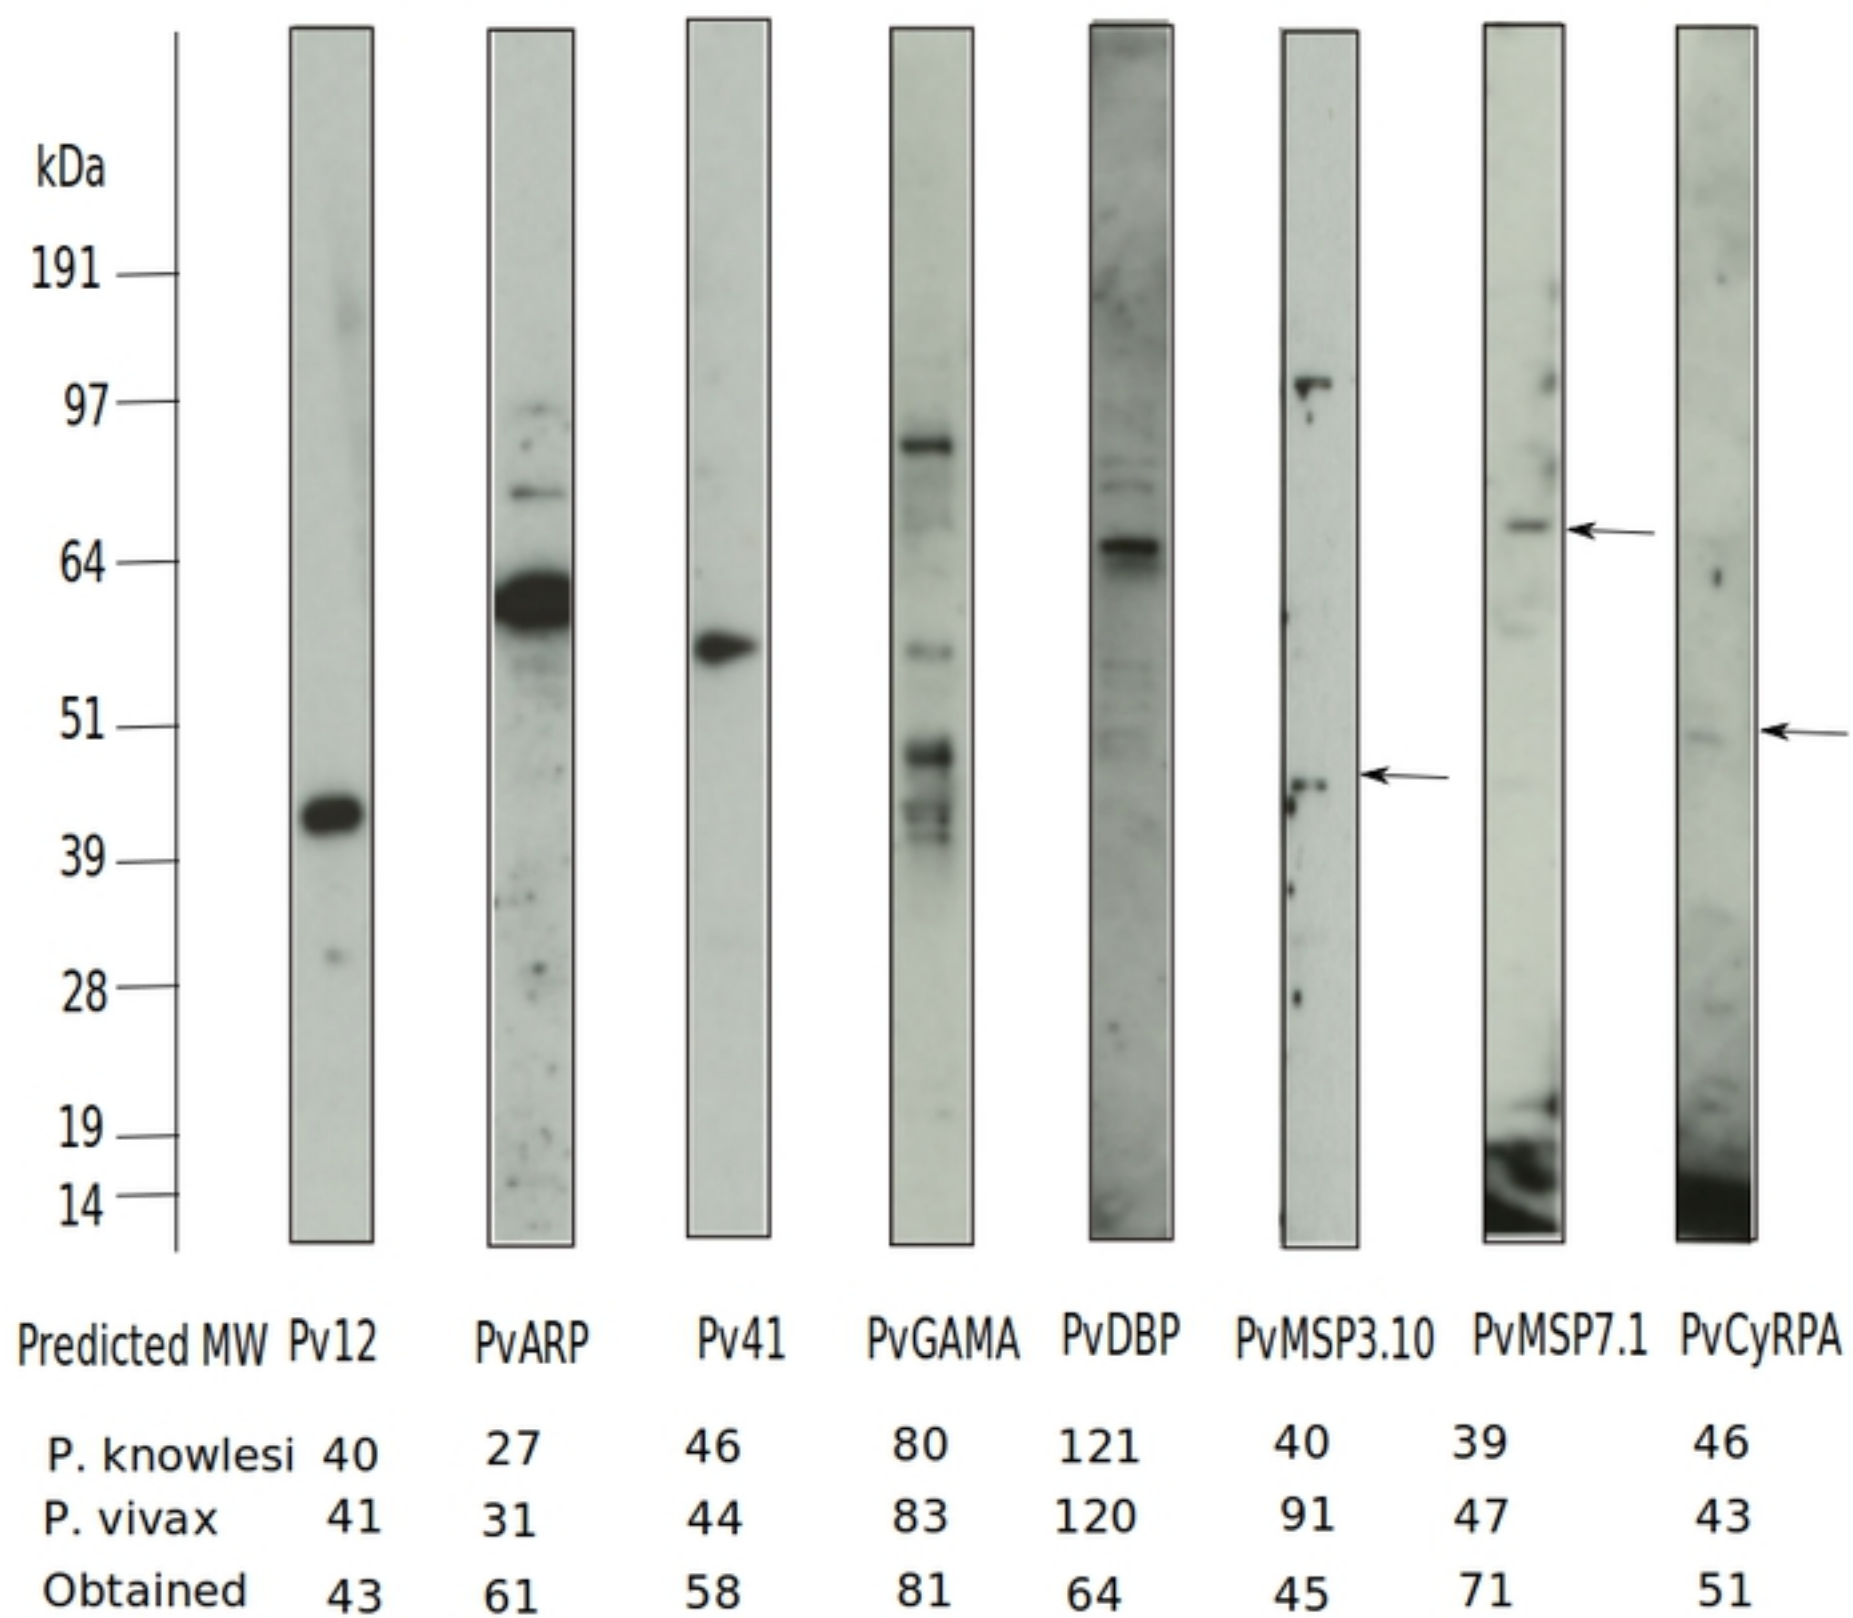 kDa
191
97
64
51
39
28
19
14
Predicted MW Pv12 PvARP Pv41 PvGAMA PvDBP PvMSP3.10 PvMSP7.1 PvCyRPA
P. knowlesi 40 27 46 80 121 40 39 46
P. vivax 41 31 44 83 120 91 47 43
Obtained 43 61 58 81 64 45 71 51